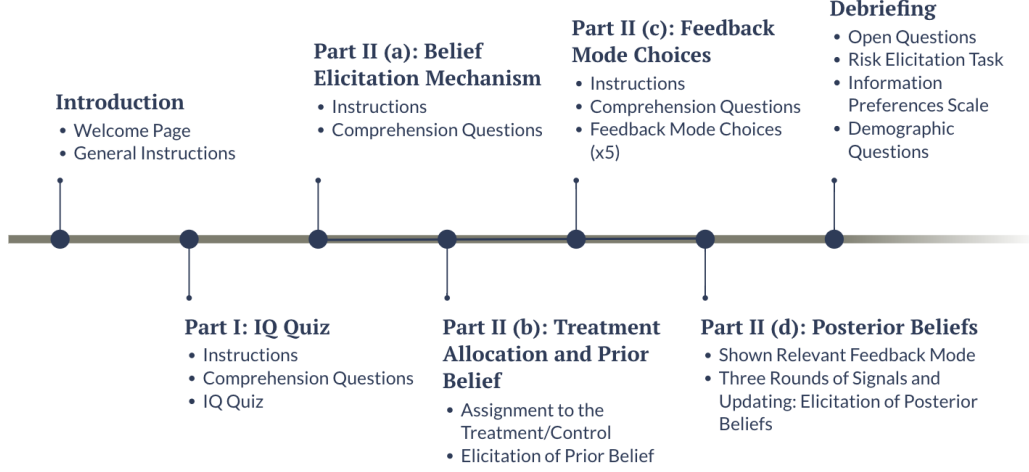 Introduction
• Welcome Page
• General Instructions
Part I: IQ Quiz
• Instructions
• Comprehension Questions
• IQ Quiz
Part II (a): Belief
Elicitation Mechanism
• Instructions
• Comprehension Questions
Part II (b): Treatment
Allocation and Prior
Belief
• Assignment to the
Treatment/Control
• Elicitation of Prior Belief
Part II (c): Feedback
Mode Choices
• Instructions
• Comprehension Questions
• Feedback Mode Choices
(x5)
Part II (d): Posterior Beliefs
• Shown Relevant Feedback Mode
• Three Rounds of Signals and
Updating: Elicitation of Posterior
Beliefs
Debriefing
• Open Questions
• Risk Elicitation Task
• Information
Preferences Scale
• Demographic
Questions